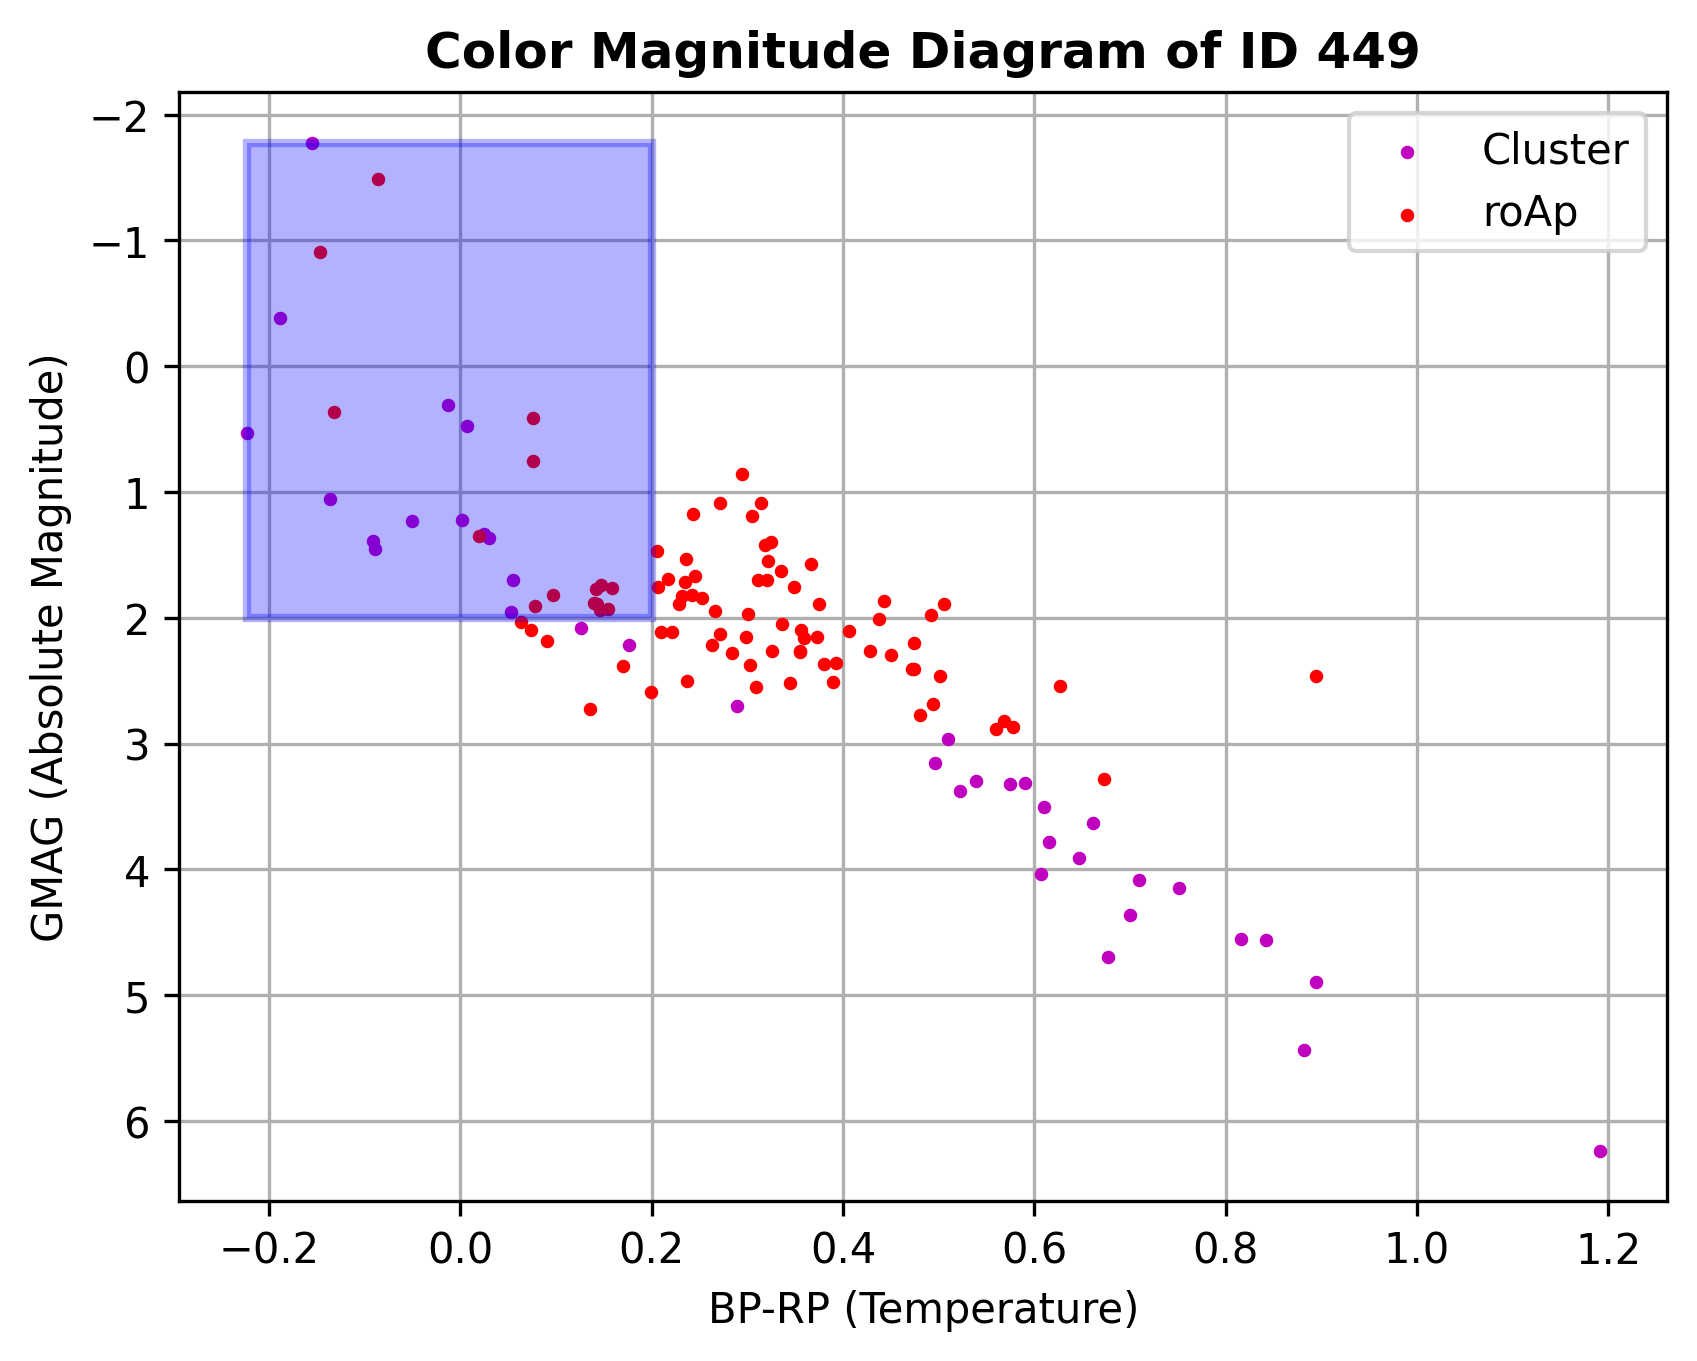 Color Magnitude Diagram of ID 449
Cluster
roAp
GMAG (Absolute Magnitude)
−2
−1
0
1
2
3
4
5
6
−0.2 0.0 0.2 0.4 0.6 0.8 1.0 1.2
BP-RP (Temperature)